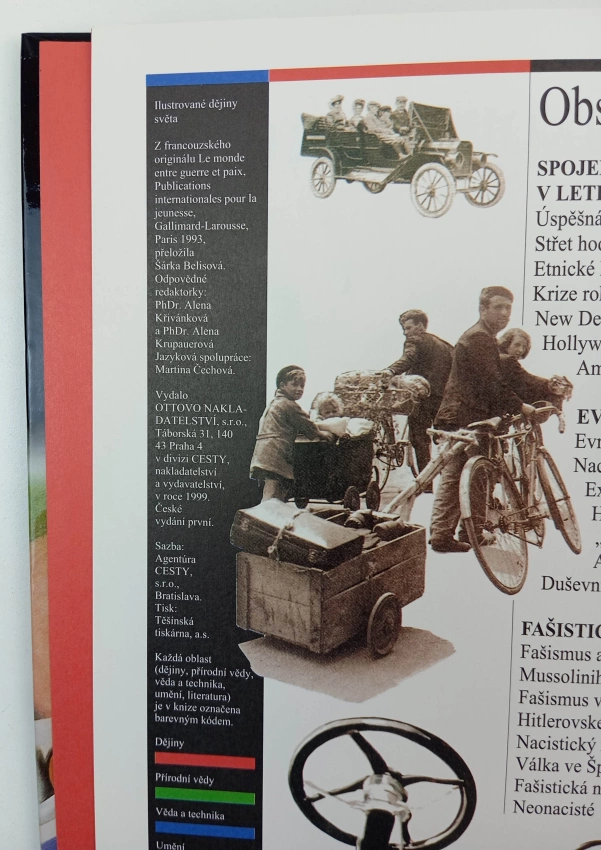 Ilustrované dějiny
světa
Z francouzského
originálu Le monde
entre guerre et paix,
Publications
internationales pour la
jeunesse,
Gallimard-Larousse,
Paris 1993,
přeložila
Šárka Belisová.
Odpovědné
redaktorky:
PhDr. Alena
Křivánková
a PhDr. Alena
Krupauerová
Jazyková spolupráce:
Martina Čechová.
Vydalo
OTTOVO NAKLA-
DATELSTVÍ, s.r.o.,
Táborská 31, 140
43 Praha 4
v divizi CESTY,
nakladatelství
a vydavatelství,
v roce 1999.
České
vydání první.
Sazba:
Agentúra
CESTY,
s.r.o.,
Bratislava.
Tisk:
Těšínská
tiskárna, a.s.
Každá oblast
(dějiny, přírodní vědy,
věda a technika,
umění, literatura)
je v knize označena
barevným kódem.
Dějiny
Přírodní vědy
Věda a technika
Umění
Obs
SPOJE
V LET
Úspěšná
Střet ho
Etnické
Krize ro
New De
Hollyw
Am
EV
Evr
Nac
Ex
H
Duševn
FAŠISTIC
Fašismus a
Mussolinih
Fašismus v
Hitlerovské
Nacistický
Válka ve Šp
Fašistická n
Neonacisté